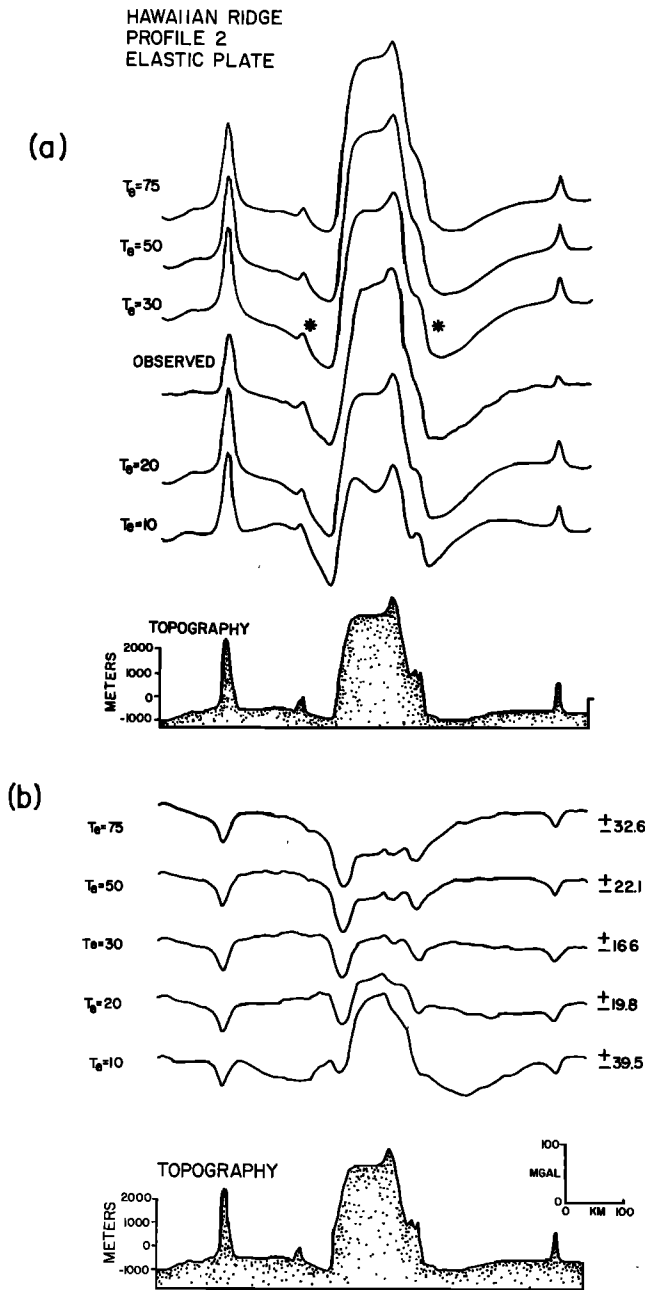 HAWAIIAN RIDGE
PROFILE 2
ELASTIC PLATE
(a)
Te=75
Te=50
Te=30
* *
OBSERVED
Te=20
Te=10
TOPOGRAPHY
METERS
2000
1000
0
-1000
(b)
Te=75 ±32.6
Te=50 ±22.1
Te=30 ±16.6
Te=20 ±19.8
Te=10 ±39.5
TOPOGRAPHY
METERS
2000
1000
0
-1000
100
MGAL
0
0 KM 100